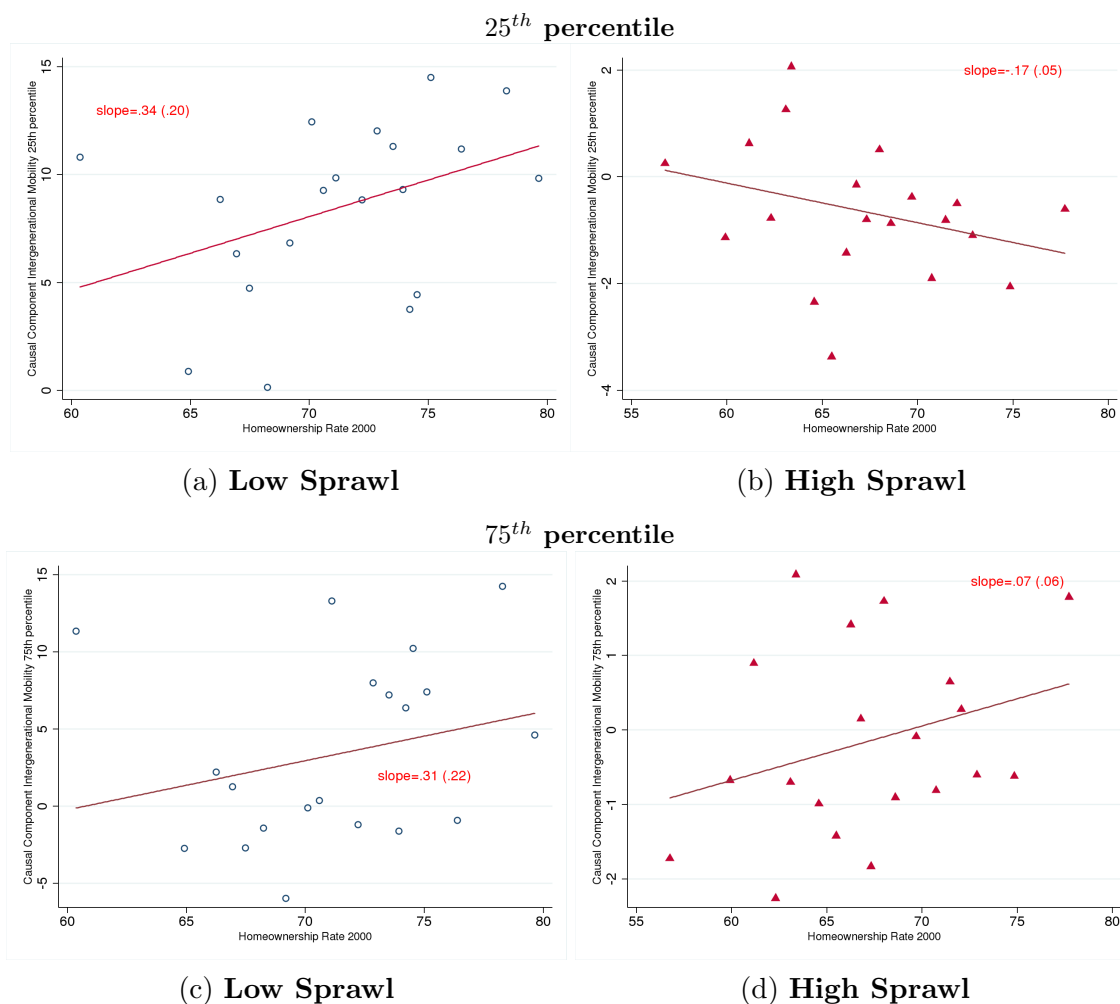 25th percentile
Causal Component Intergenerational Mobility 25th percentile
15
10
5
0
slope=.34 (.20)
60 65 70 75 80
Homeownership Rate 2000
(a) Low Sprawl
Causal Component Intergenerational Mobility 25th percentile
2
0
-2
-4
slope=-.17 (.05)
55 60 65 70 75 80
Homeownership Rate 2000
(b) High Sprawl
75th percentile
Causal Component Intergenerational Mobility 75th percentile
15
10
5
0
-5
slope=.31 (.22)
60 65 70 75 80
Homeownership Rate 2000
(c) Low Sprawl
Causal Component Intergenerational Mobility 75th percentile
2
1
0
-1
-2
slope=.07 (.06)
55 60 65 70 75 80
Homeownership Rate 2000
(d) High Sprawl